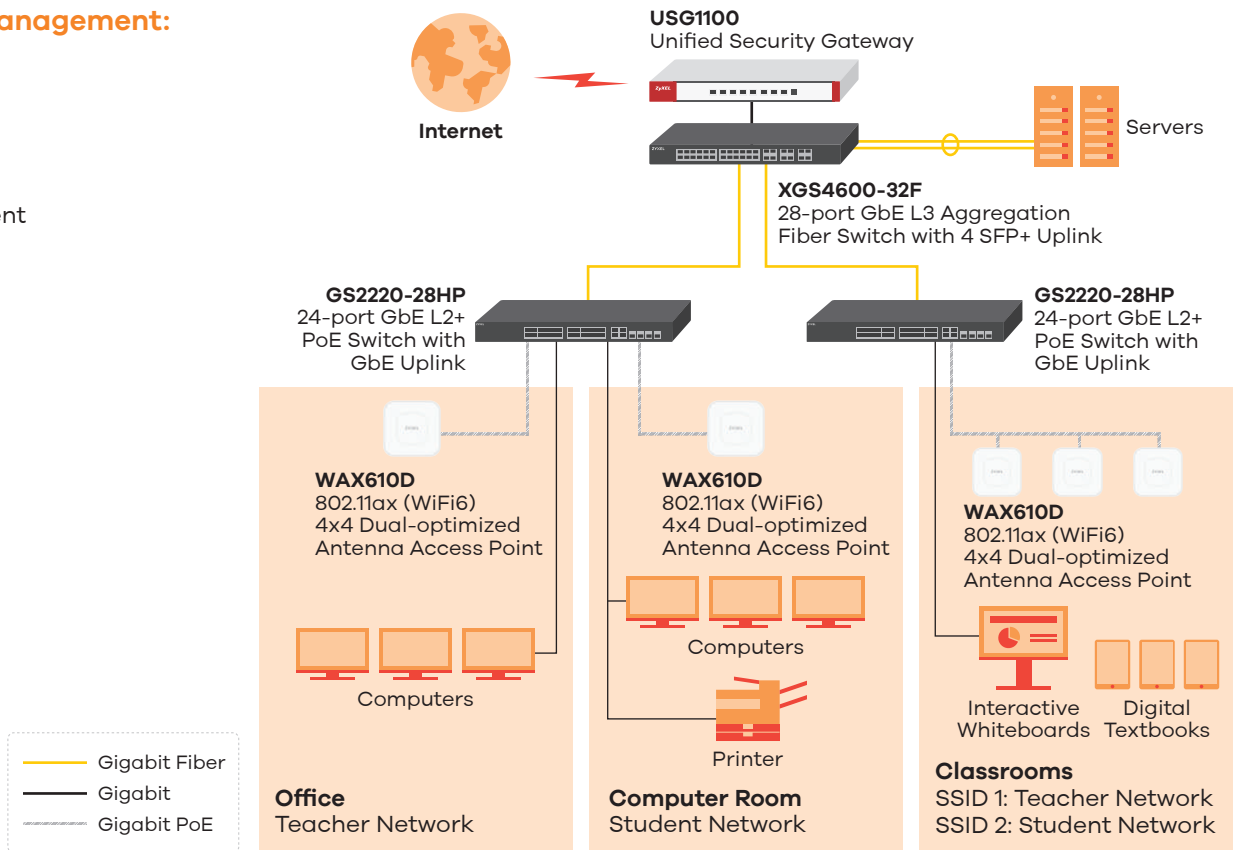 anagement:
ent
Internet
USG1100
Unified Security Gateway
ZyXEL
ZYXEL
Servers
XGS4600-32F
28-port GbE L3 Aggregation
Fiber Switch with 4 SFP+ Uplink
GS2220-28HP
24-port GbE L2+
PoE Switch with
GbE Uplink
GS2220-28HP
24-port GbE L2+
PoE Switch with
GbE Uplink
WAX610D
802.11ax (WiFi6)
4x4 Dual-optimized
Antenna Access Point
Computers
Office
Teacher Network
WAX610D
802.11ax (WiFi6)
4x4 Dual-optimized
Antenna Access Point
Computers
Printer
Computer Room
Student Network
WAX610D
802.11ax (WiFi6)
4x4 Dual-optimized
Antenna Access Point
Interactive
Whiteboards
Digital
Textbooks
Classrooms
SSID 1: Teacher Network
SSID 2: Student Network
Gigabit Fiber
Gigabit
Gigabit PoE